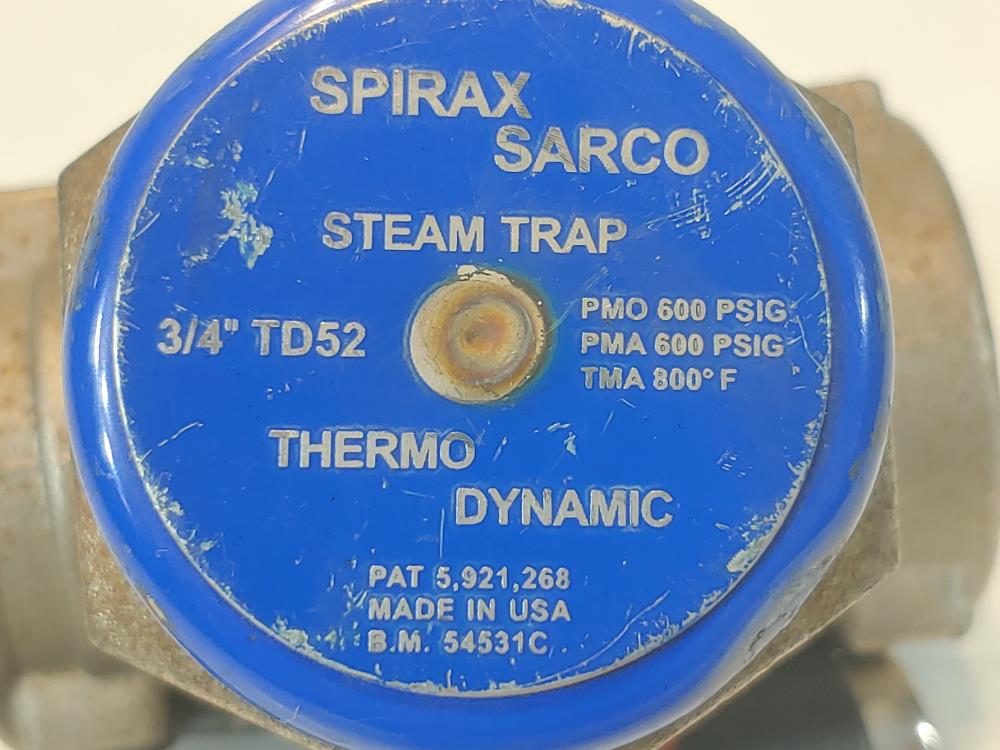 SPIRAX
SARCO
STEAM TRAP
3/4" TD52
PMO 600 PSIG
PMA 600 PSIG
TMA 800° F
THERMO
DYNAMIC
PAT 5,921,268
MADE IN USA
B.M. 54531C